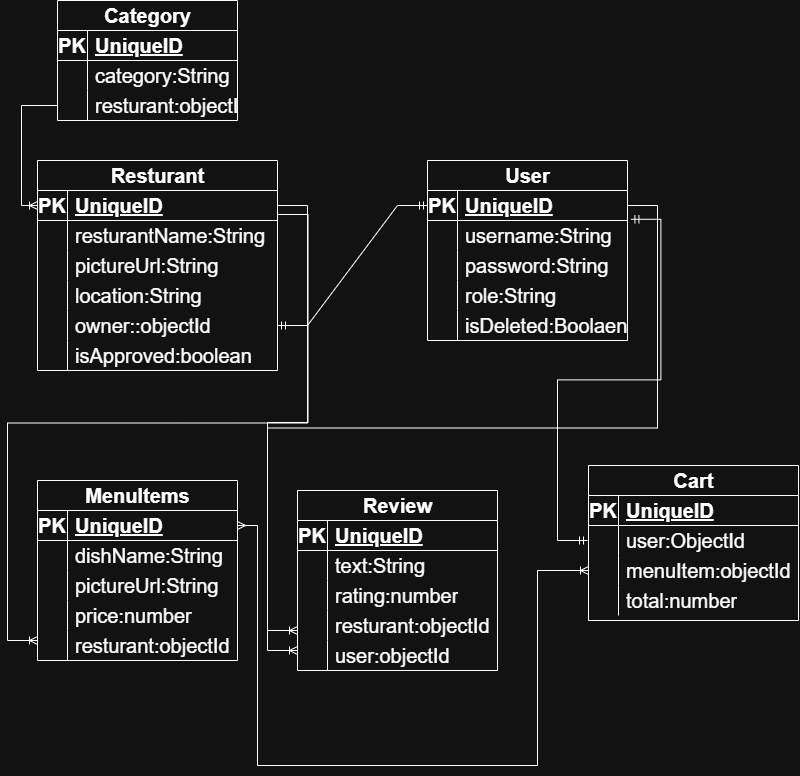 Category
PK UniqueID
category:String
resturant:objectI
Resturant
PK UniqueID
resturantName:String
pictureUrl:String
location:String
owner::objectId
isApproved:boolean
User
PK UniqueID
username:String
password:String
role:String
isDeleted:Boolaen
MenuItems
PK UniqueID
dishName:String
pictureUrl:String
price:number
resturant:objectId
Review
PK UniqueID
text:String
rating:number
resturant:objectId
user:objectId
Cart
PK UniqueID
user:ObjectId
menuItem:objectId
total:number